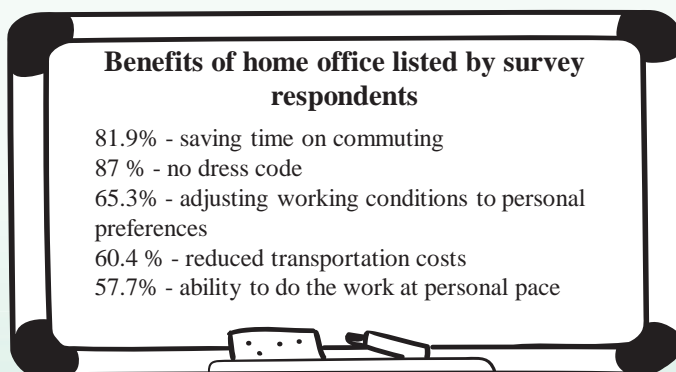 Benefits of home office listed by survey
respondents
81.9% - saving time on commuting
87 % - no dress code
65.3% - adjusting working conditions to personal
preferences
60.4 % - reduced transportation costs
57.7% - ability to do the work at personal pace